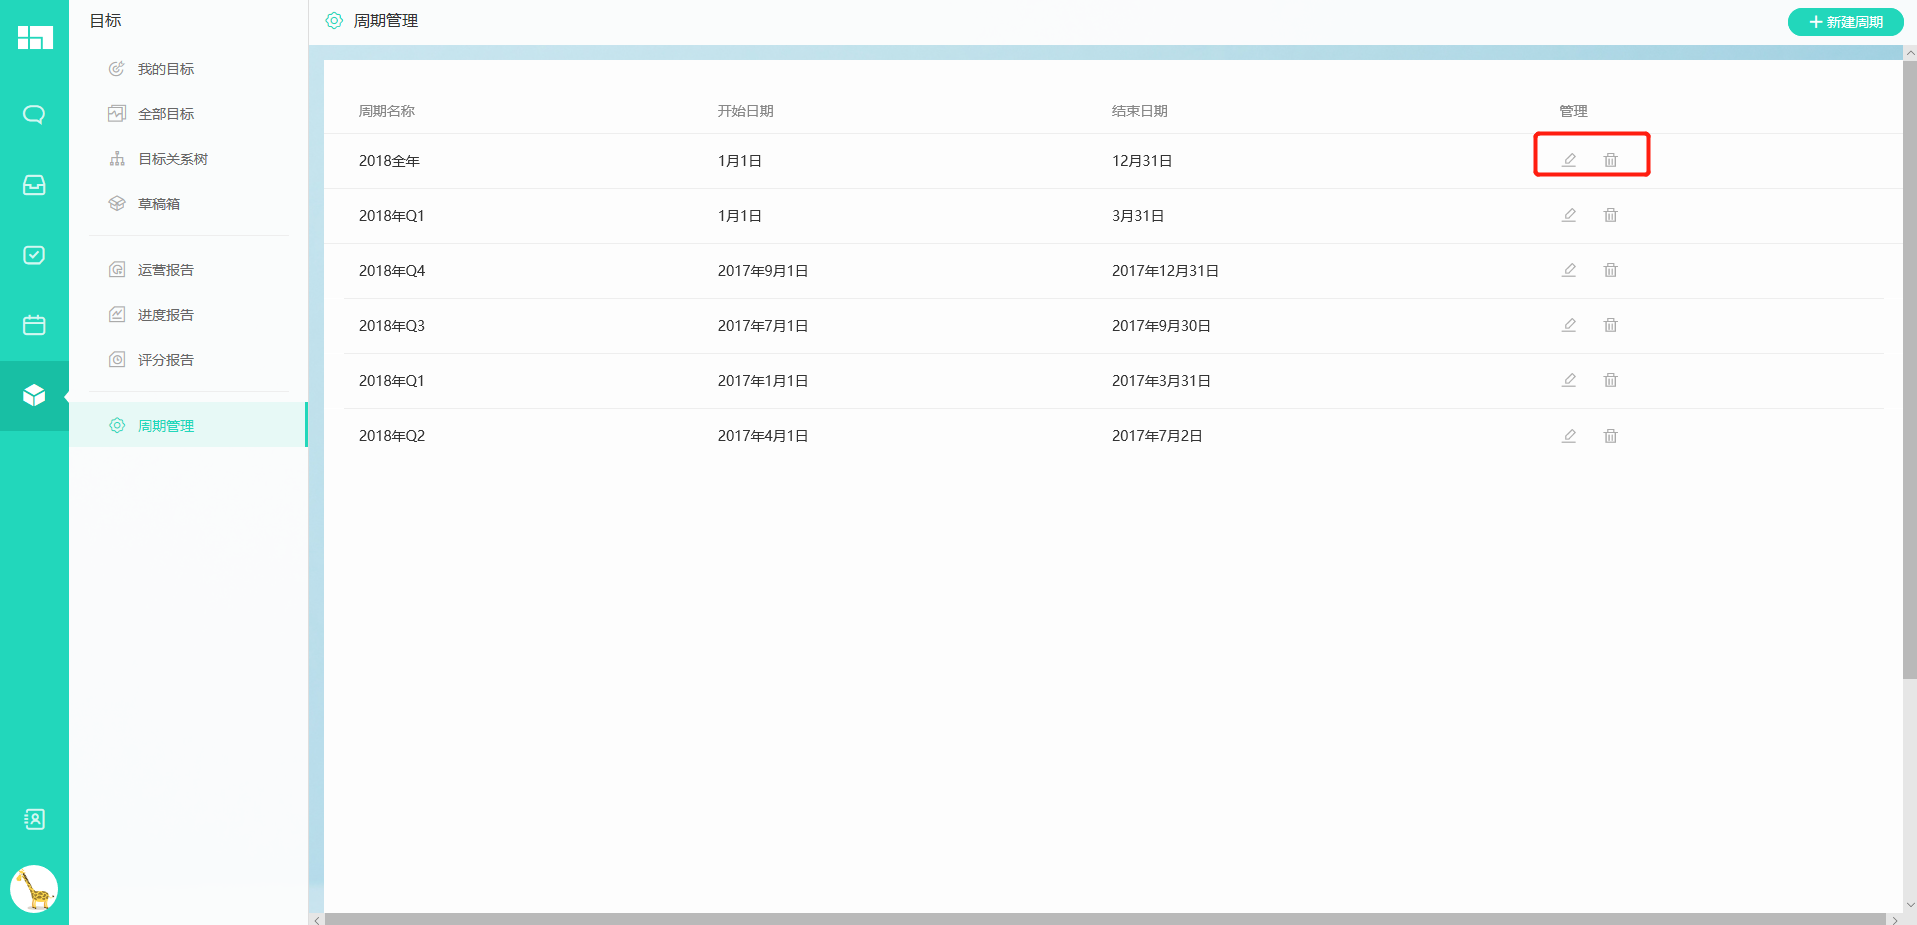 目标
我的目标
全部目标
目标关系树
草稿箱
运营报告
进度报告
评分报告
周期管理
周期管理
新建周期
周期名称 开始日期 结束日期 管理
2018全年 1月1日 12月31日
2018年Q1 1月1日 3月31日
2018年Q4 2017年9月1日 2017年12月31日
2018年Q3 2017年7月1日 2017年9月30日
2018年Q1 2017年1月1日 2017年3月31日
2018年Q2 2017年4月1日 2017年7月2日